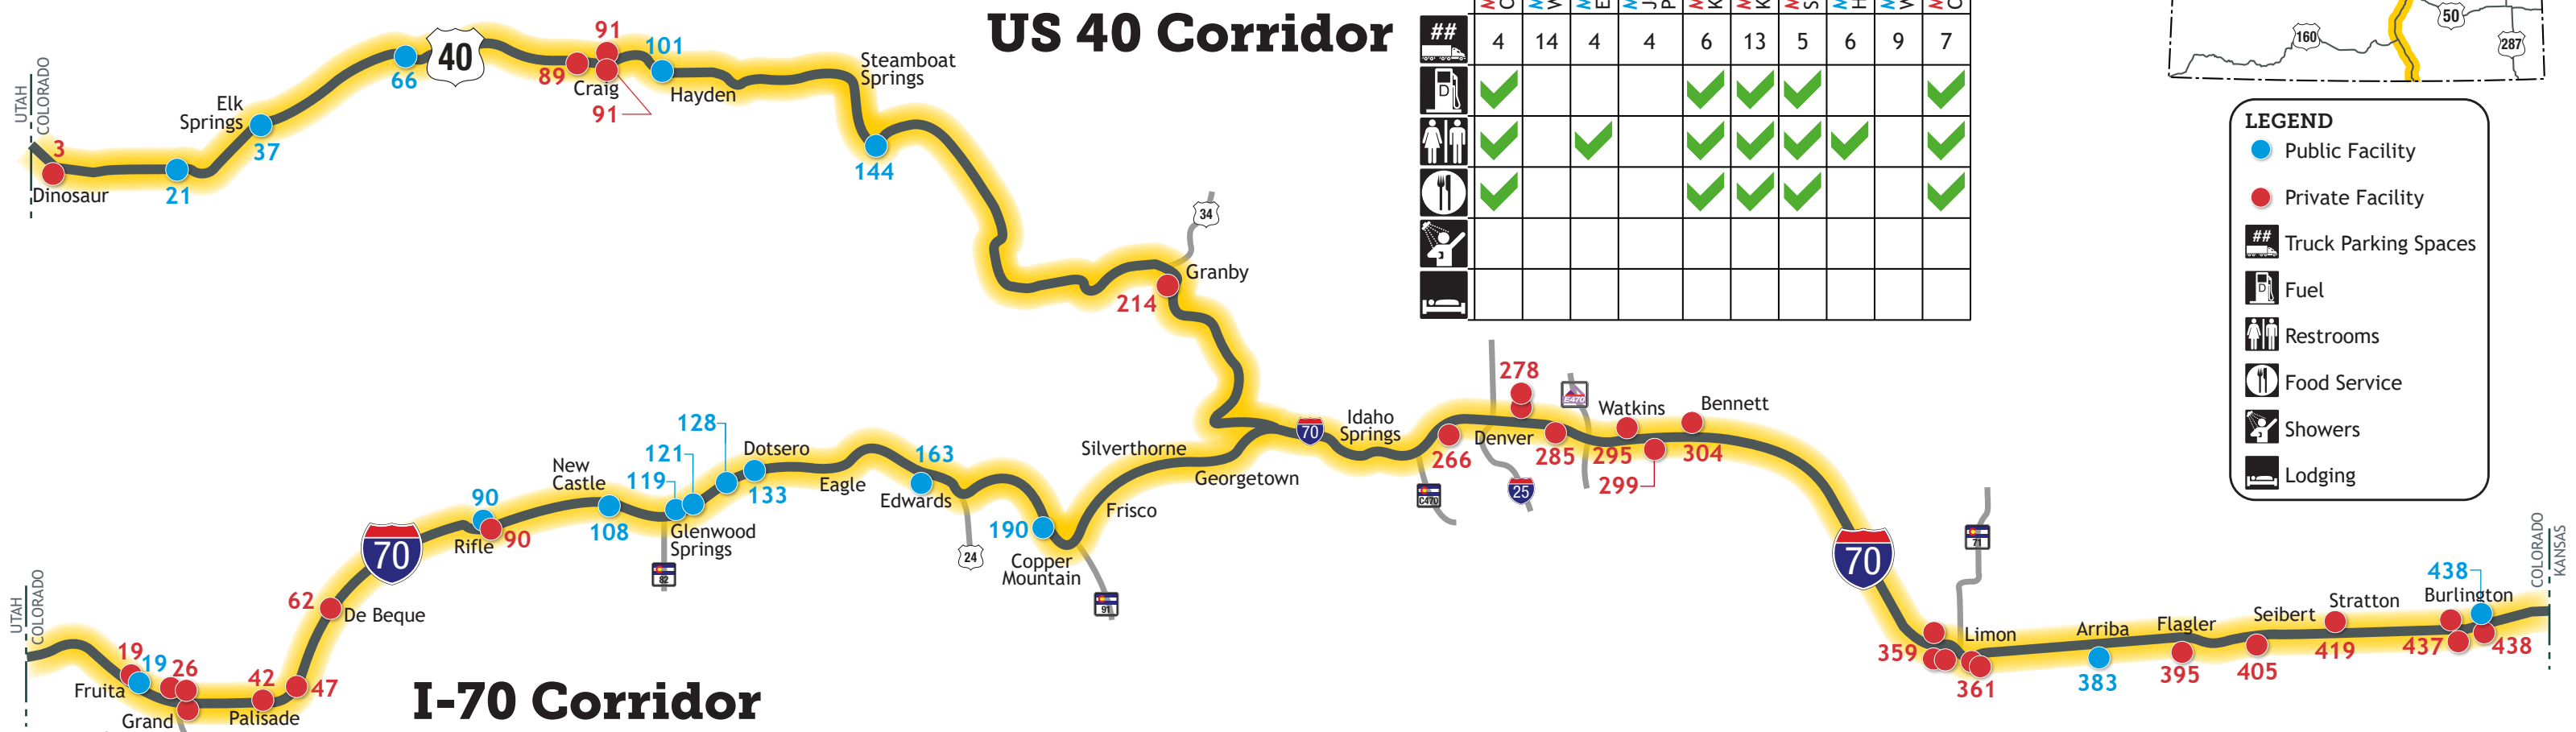 US 40 Corridor
##
4 14 4 4 6 13 5 6 9 7
D
160
50
287
LEGEND
Public Facility
Private Facility
## Truck Parking Spaces
D Fuel
Restrooms
Food Service
Showers
Lodging
UTAH
COLORADO
3
Dinosaur
21
Elk
Springs
37
66
40
89
91
Craig
91
101
Hayden
Steamboat
Springs
144
34
Granby
214
UTAH
COLORADO
19
19
Fruita
26
Grand
42
Palisade
47
62
De Beque
70
90
Rifle
90
New
Castle
108
119
121
128
Glenwood
Springs
82
Dotsero
133
Eagle
163
Edwards
24
190
Copper
Mountain
91
Frisco
Silverthorne
Georgetown
70
Idaho
Springs
C470
266
Denver
25
278
285
E470
Watkins
295
299
Bennett
304
70
359
Limon
361
71
Arriba
383
Flagler
395
Seibert
405
Stratton
419
438
Burlington
437
438
COLORADO
KANSAS
I-70 Corridor